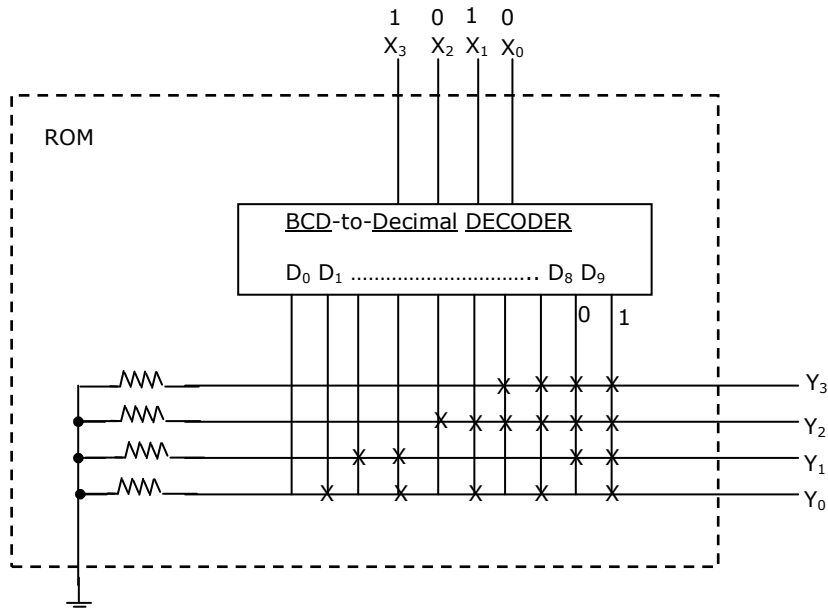 1 0 1 0
X₃ X₂ X₁ X₀
ROM
BCD-to-Decimal DECODER
D₀ D₁ ................................ D₈ D₉
0 1
X X X X Y₃
X X X X X X Y₂
X X X X Y₁
X X X X X Y₀